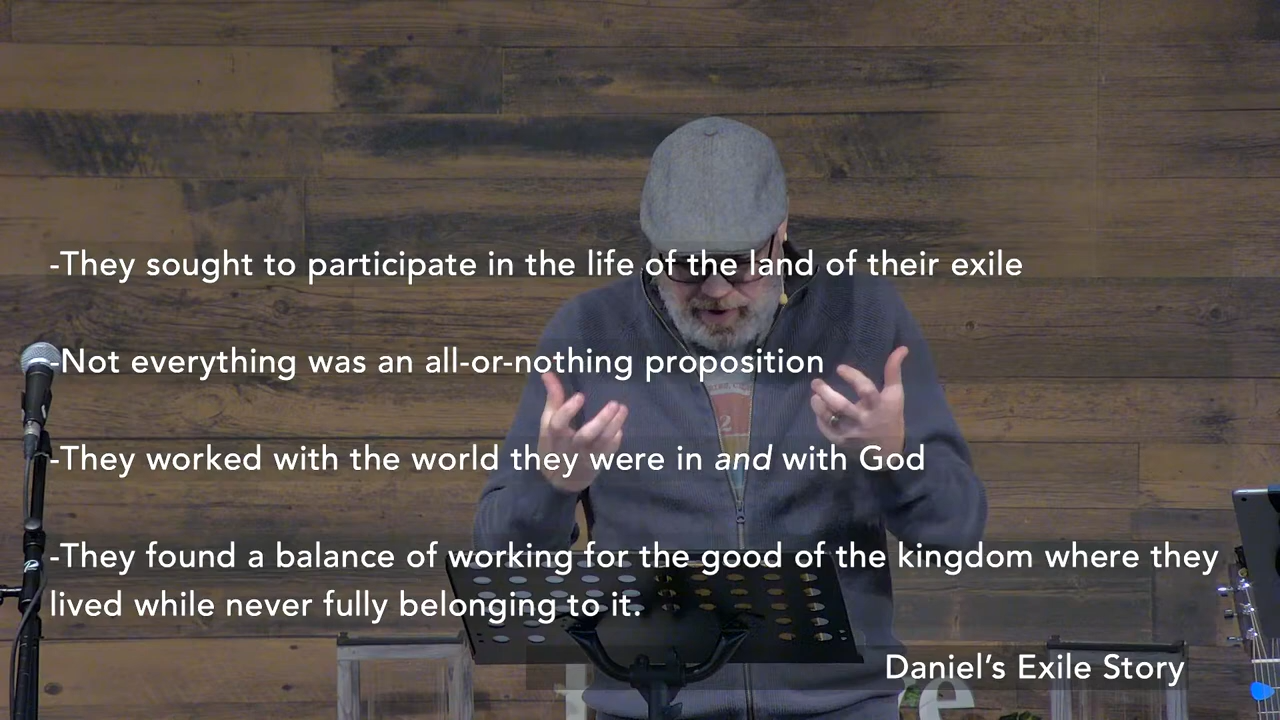 -They sought to participate in the life of the land of their exile
-Not everything was an all-or-nothing proposition
-They worked with the world they were in and with God
-They found a balance of working for the good of the kingdom where they
lived while never fully belonging to it.
Daniel’s Exile Story